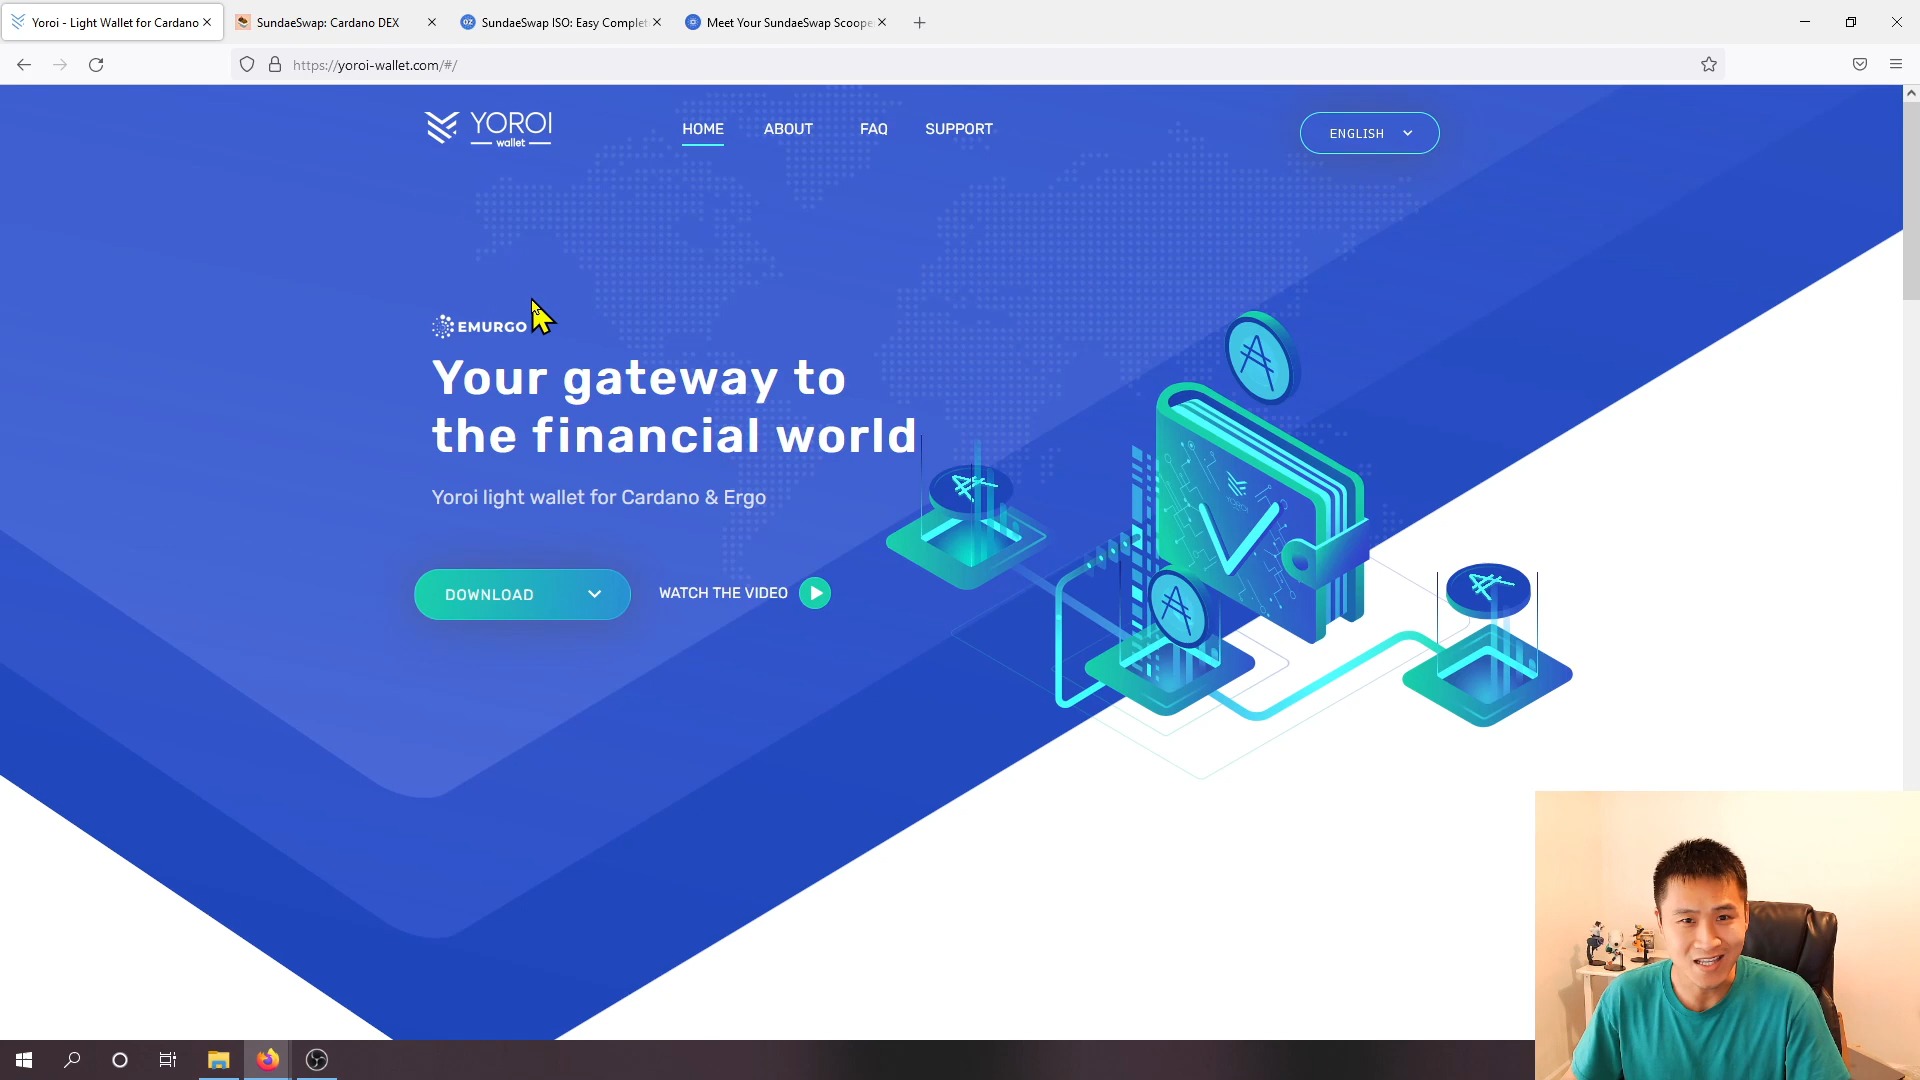 Yoroi - Light Wallet for Cardano
SundaeSwap: Cardano DEX
SundaeSwap ISO: Easy Complet
Meet Your SundaeSwap Scoope
https://yoroi-wallet.com/#/
YOROI
wallet
HOME
ABOUT
FAQ
SUPPORT
ENGLISH
EMURGO
Your gateway to
the financial world
Yoroi light wallet for Cardano & Ergo
DOWNLOAD
WATCH THE VIDEO
YOROI